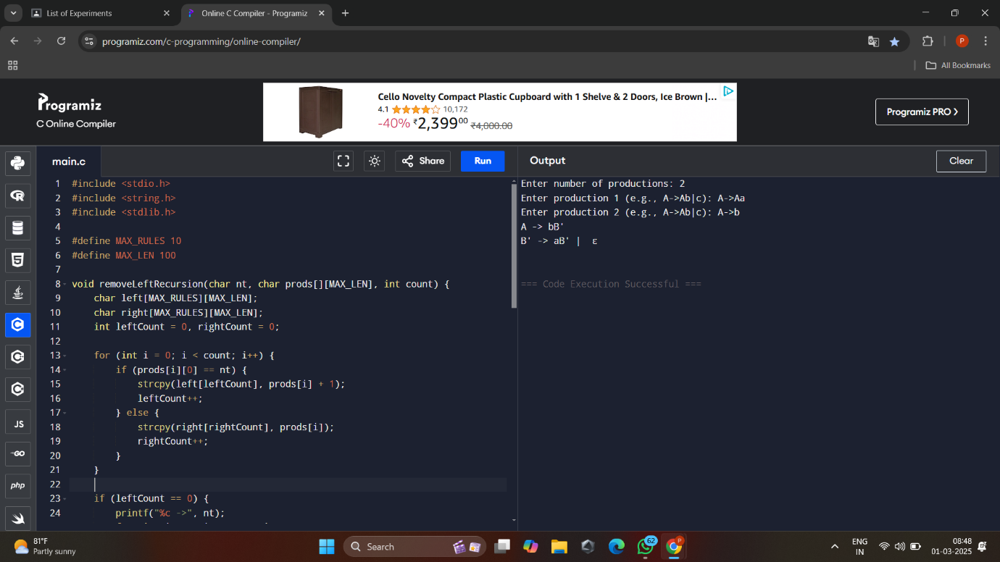 List of Experiments
Online C Compiler - Programiz
programiz.com/c-programming/online-compiler/
P
All Bookmarks
Programiz
C Online Compiler
Cello Novelty Compact Plastic Cupboard with 1 Shelve & 2 Doors, Ice Brown |...
4.1 10,172
-40% ₹2,399⁰⁰ ₹4,000.00
Programiz PRO >
main.c
Share
Run
Output
Clear
1 #include <stdio.h>
2 #include <string.h>
3 #include <stdlib.h>
4
5 #define MAX_RULES 10
6 #define MAX_LEN 100
7
8 void removeLeftRecursion(char nt, char prods[][MAX_LEN], int count) {
9 char left[MAX_RULES][MAX_LEN];
10 char right[MAX_RULES][MAX_LEN];
11 int leftCount = 0, rightCount = 0;
12
13 for (int i = 0; i < count; i++) {
14 if (prods[i][0] == nt) {
15 strcpy(left[leftCount], prods[i] + 1);
16 leftCount++;
17 } else {
18 strcpy(right[rightCount], prods[i]);
19 rightCount++;
20 }
21 }
22
23 if (leftCount == 0) {
24 printf("%c ->", nt);
Enter number of productions: 2
Enter production 1 (e.g., A->Ab|c): A->Aa
Enter production 2 (e.g., A->Ab|c): A->b
A -> bB'
B' -> aB' | ε
=== Code Execution Successful ===
JS
GO
php
81°F
Partly sunny
Search
62
P
ENG
IN
08:48
01-03-2025